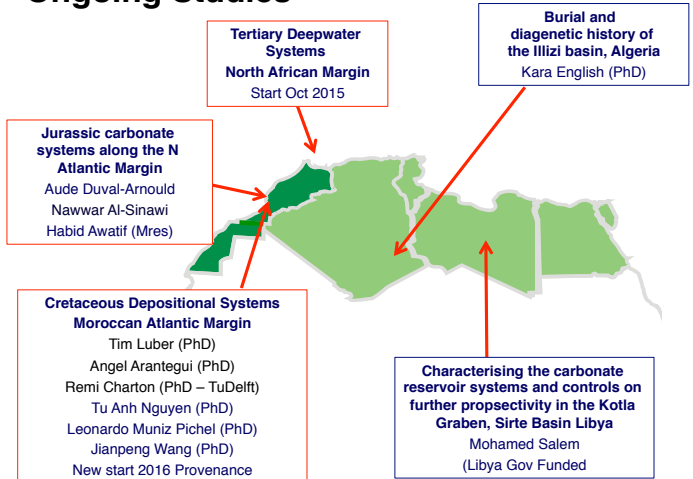 Ongoing Studies
Tertiary Deepwater
Systems
North African Margin
Start Oct 2015
Burial and
diagenetic history of
the Illizi basin, Algeria
Kara English (PhD)
Jurassic carbonate
systems along the N
Atlantic Margin
Aude Duval-Arnould
Nawwar Al-Sinawi
Habid Awatif (Mres)
Cretaceous Depositional Systems
Moroccan Atlantic Margin
Tim Luber (PhD)
Angel Arantegui (PhD)
Remi Charton (PhD – TuDelft)
Tu Anh Nguyen (PhD)
Leonardo Muniz Pichel (PhD)
Jianpeng Wang (PhD)
New start 2016 Provenance
Characterising the carbonate
reservoir systems and controls on
further propsectivity in the Kotla
Graben, Sirte Basin Libya
Mohamed Salem
(Libya Gov Funded